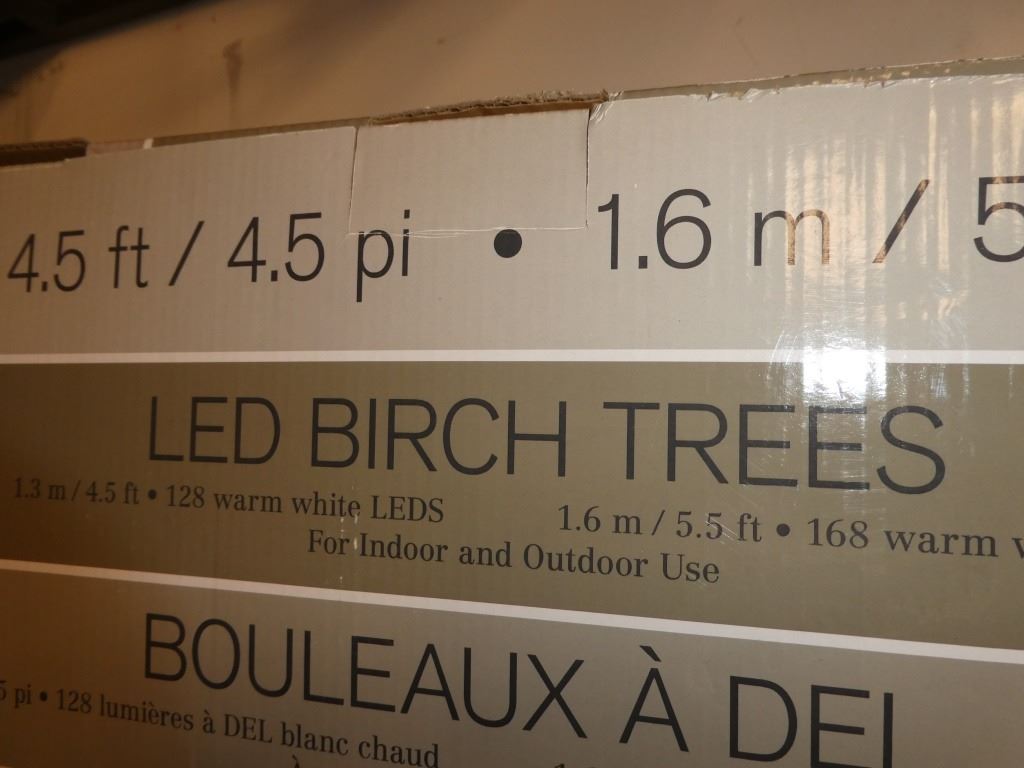 4.5 ft / 4.5 pi • 1.6 m / 5
LED BIRCH TREES
1.3 m / 4.5 ft • 128 warm white LEDS 1.6 m / 5.5 ft • 168 warm
For Indoor and Outdoor Use
BOULEAUX À DEL
5 pi • 128 lumières à DEL blanc chaud